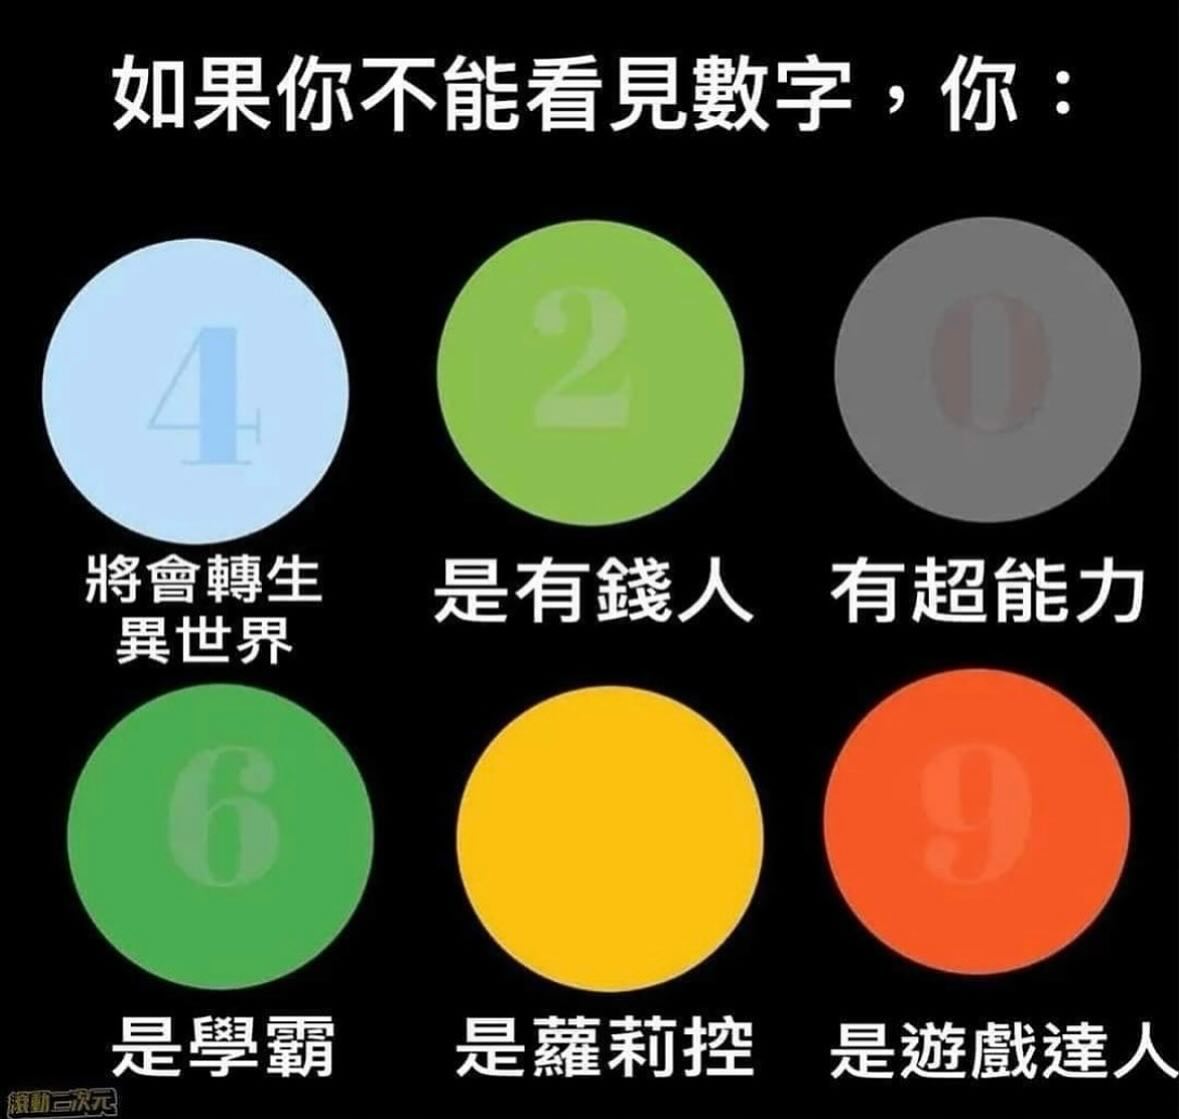 如果你不能看見數字，你：
4
2
0
將會轉生
異世界
是有錢人
有超能力
6
9
是學霸
是蘿莉控
是遊戲達人
滾動二次元